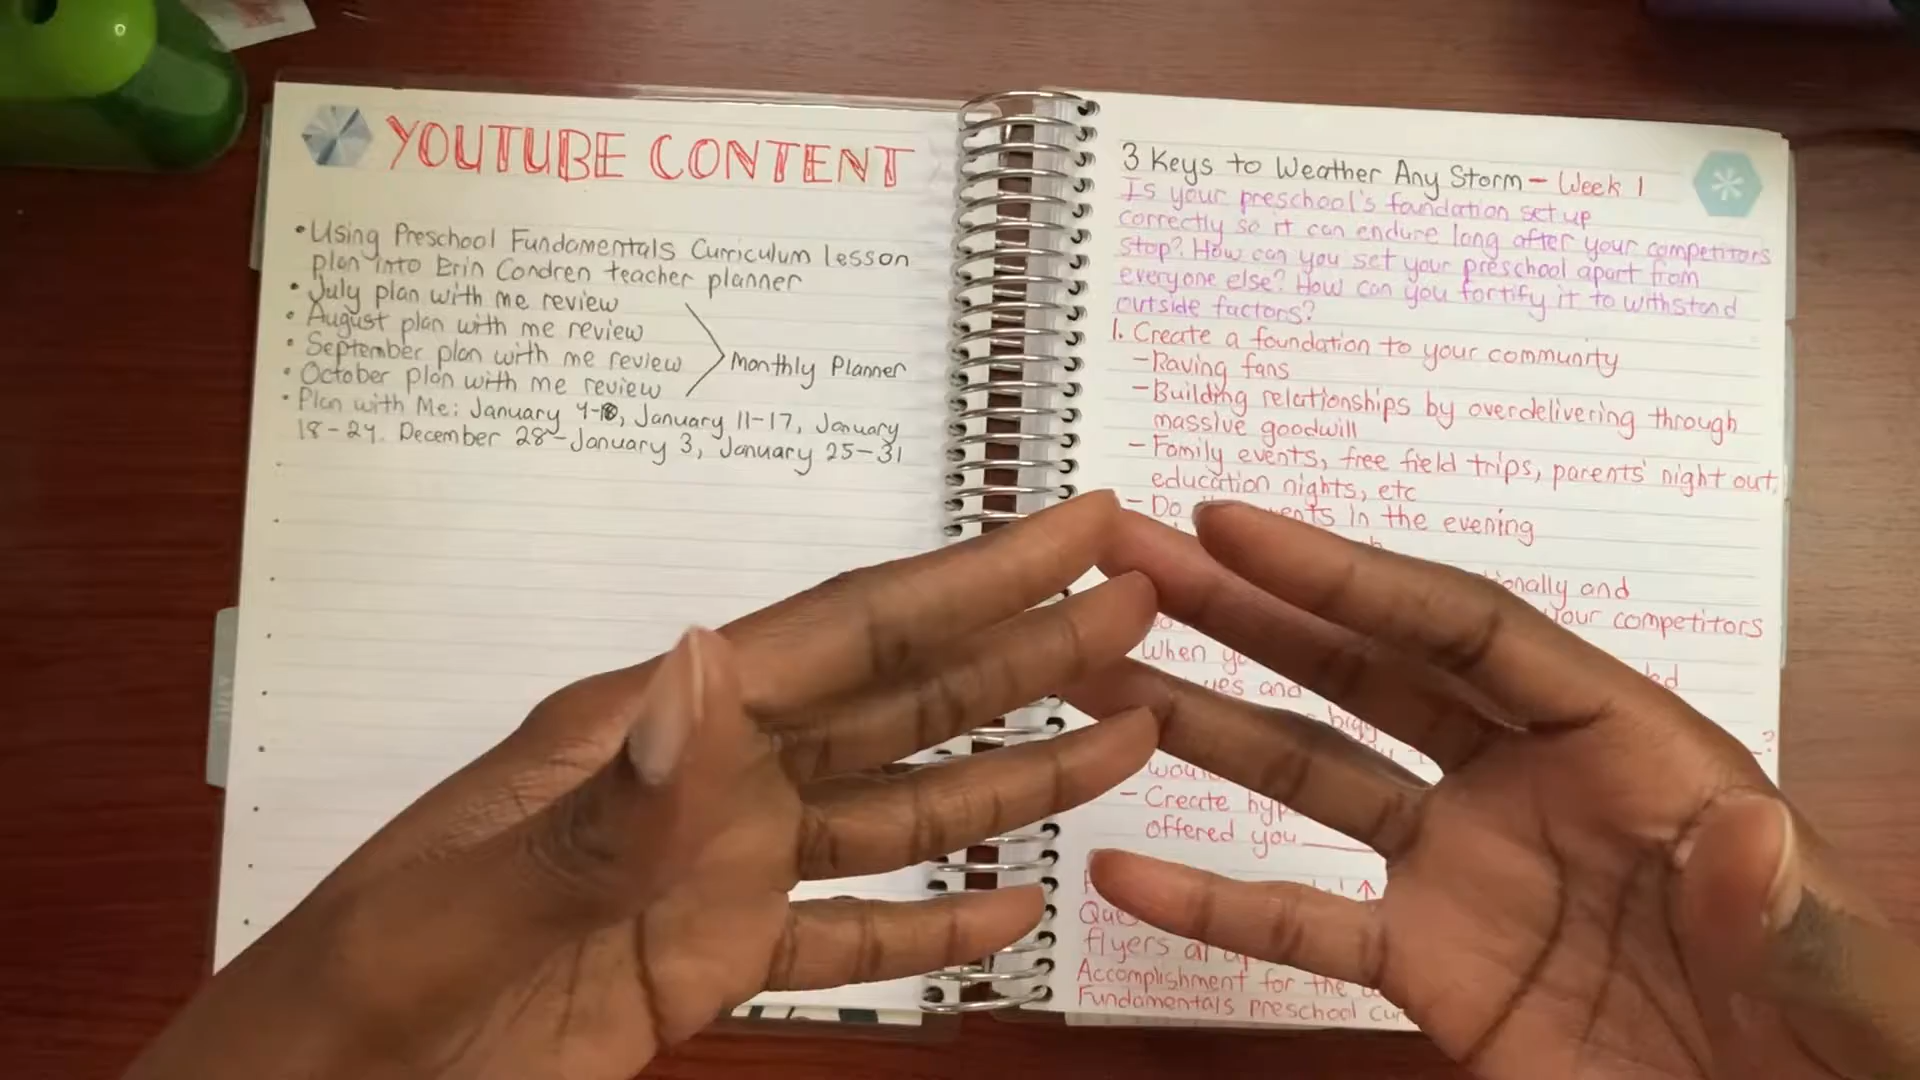 YOUTUBE CONTENT
• Using Preschool Fundamentals Curriculum lesson
plan into Erin Condren teacher planner
• July plan with me review
• August plan with me review
• September plan with me review
• October plan with me review
Monthly Planner
• Plan with Me: January 4-10, January 11-17, January
18-24. December 28-January 3, January 25-31
3 Keys to Weather Any Storm - Week 1
Is your preschool's foundation set up
correctly so it can endure long after your competitors
stop? How can you set your preschool apart from
everyone else? How can you fortify it to withstand
outside factors?
1. Create a foundation to your community
- Raving fans
- Building relationships by overdelivering through
massive goodwill
- Family events, free field trips, parents' night out,
education nights, etc
- Do in the evening
and
your competitors
When
and
- Create
offered you
flyers
Accomplishment for the
Fundamentals preschool